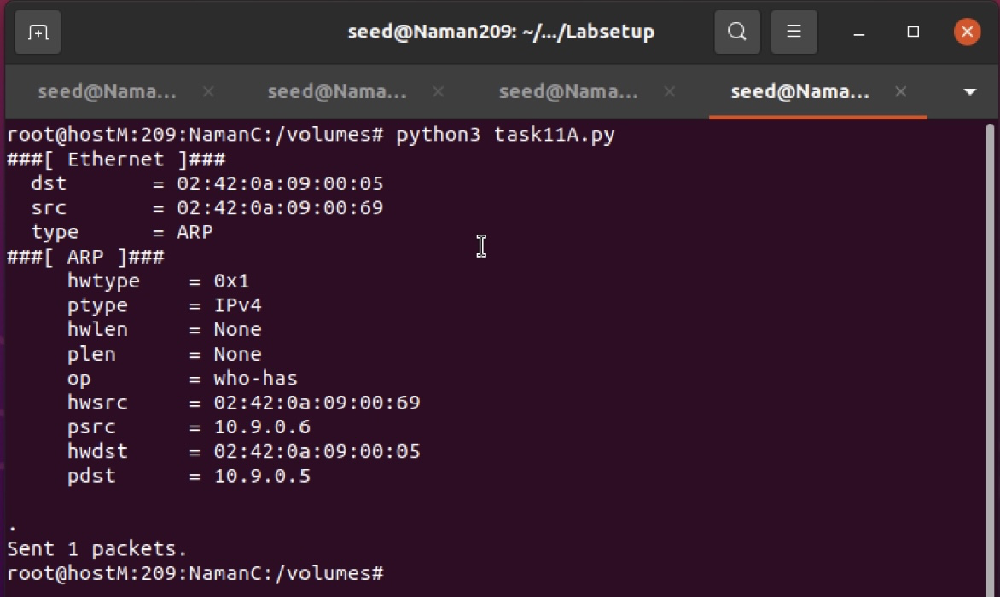 seed@Naman209: ~/.../Labsetup
seed@Nama... seed@Nama... seed@Nama... seed@Nama...
root@hostM:209:NamanC:/volumes# python3 task11A.py
###[ Ethernet ]###
  dst       = 02:42:0a:09:00:05
  src       = 02:42:0a:09:00:69
  type      = ARP
###[ ARP ]###
     hwtype    = 0x1
     ptype     = IPv4
     hwlen     = None
     plen      = None
     op        = who-has
     hwsrc     = 02:42:0a:09:00:69
     psrc      = 10.9.0.6
     hwdst     = 02:42:0a:09:00:05
     pdst      = 10.9.0.5
.
Sent 1 packets.
root@hostM:209:NamanC:/volumes#